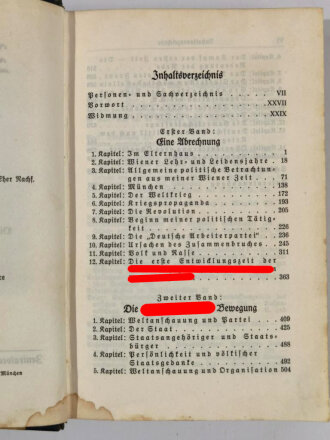 Inhaltsverzeichnis
Personen- und Sachverzeichnis . . . . . . VII
Vorwort . . . . . . . . . . . . . . . XXVII
Widmung . . . . . . . . . . . . . . . XXIX
Erster Band:
Eine Abrechnung
1. Kapitel: Im Elternhaus . . . . . . . . . 1
2. Kapitel: Wiener Lehr- und Leidensjahre . 18
3. Kapitel: Allgemeine politische Betrachtun-
gen aus meiner Wiener Zeit . . 71
4. Kapitel: München . . . . . . . . . . . 138
5. Kapitel: Der Weltkrieg . . . . . . . . . 172
6. Kapitel: Kriegspropaganda . . . . . . . 193
7. Kapitel: Die Revolution . . . . . . . . . 205
8. Kapitel: Beginn meiner politischen Tätig-
keit . . . . . . . . . . . . . . 226
9. Kapitel: Die „Deutsche Arbeiterpartei“ . 236
10. Kapitel: Ursachen des Zusammenbruches . 245
11. Kapitel: Volk und Rasse . . . . . . . . 311
12. Kapitel: Die erste Entwicklungszeit der
363
Zweiter Band:
Die Bewegung
1. Kapitel: Weltanschauung und Partei . . . 409
2. Kapitel: Der Staat . . . . . . . . . . . 425
3. Kapitel: Staatsangehöriger und Staats-
bürger . . . . . . . . . . . . . 488
4. Kapitel: Persönlichkeit und völkischer
Staatsgedanke . . . . . . . . . 492
5. Kapitel: Weltanschauung und Organisation 504
Eher Nachf.
München